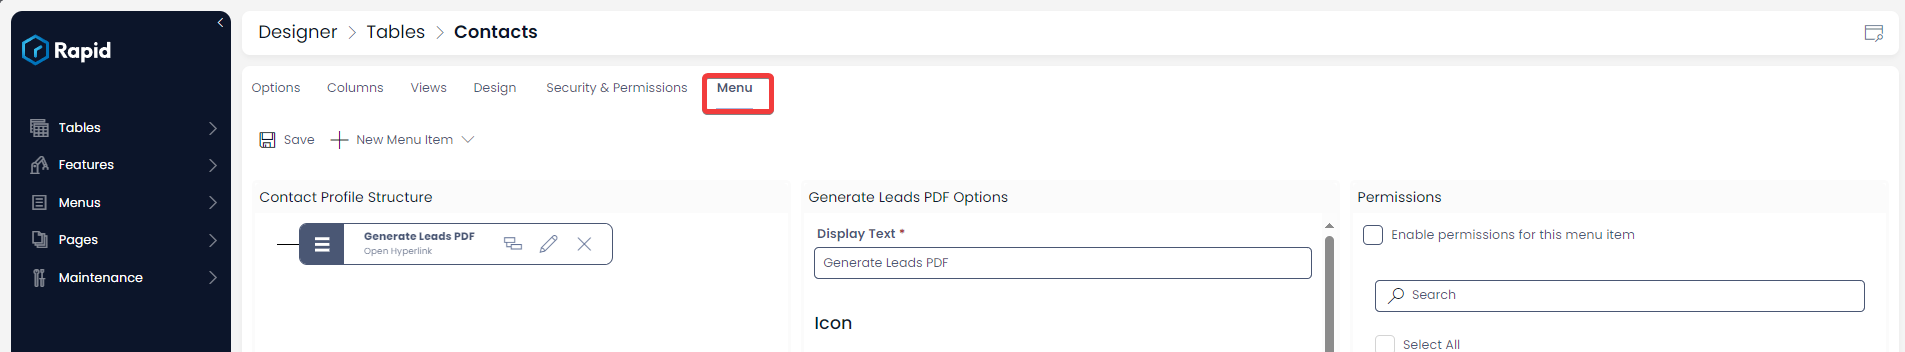 Rapid
Tables
Features
Menus
Pages
Maintenance
Designer > Tables > Contacts
Options Columns Views Design Security & Permissions Menu
Save New Menu Item
Contact Profile Structure
Generate Leads PDF
Open Hyperlink
Generate Leads PDF Options
Display Text *
Generate Leads PDF
Icon
Permissions
Enable permissions for this menu item
Search
Select All